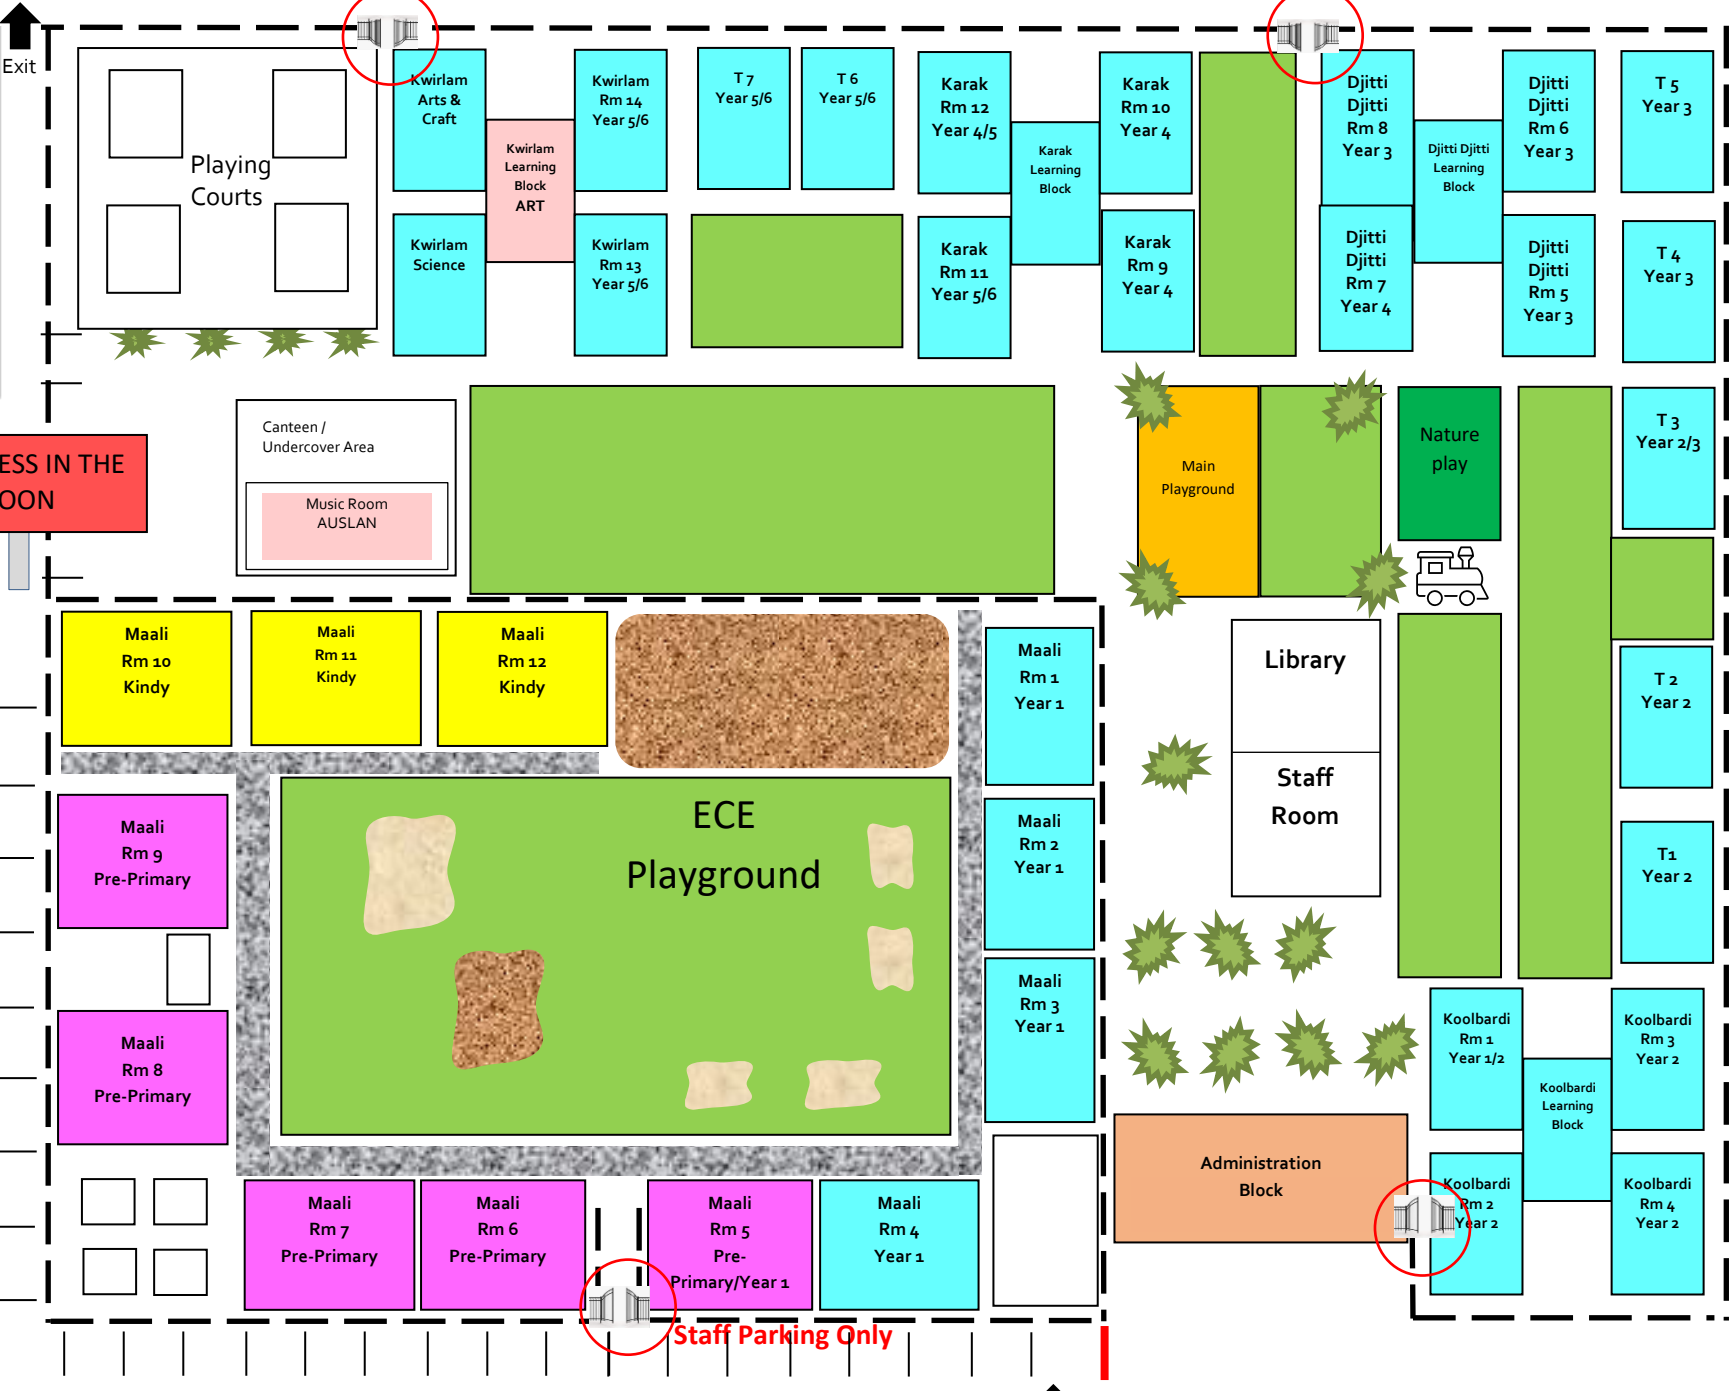 Exit
Playing
Courts
Kwirlam
Arts &
Craft
Kwirlam
Learning
Block
ART
Kwirlam
Rm 14
Year 5/6
Kwirlam
Science
Kwirlam
Rm 13
Year 5/6
T 7
Year 5/6
T 6
Year 5/6
Karak
Rm 12
Year 4/5
Karak
Learning
Block
Karak
Rm 10
Year 4
Karak
Rm 11
Year 5/6
Karak
Rm 9
Year 4
Djitti
Djitti
Rm 8
Year 3
Djitti Djitti
Learning
Block
Djitti
Djitti
Rm 6
Year 3
Djitti
Djitti
Rm 7
Year 4
Djitti
Djitti
Rm 5
Year 3
T 5
Year 3
T 4
Year 3
ESS IN THE
OON
Canteen /
Undercover Area
Music Room
AUSLAN
Main
Playground
Nature
play
T 3
Year 2/3
Maali
Rm 10
Kindy
Maali
Rm 11
Kindy
Maali
Rm 12
Kindy
Maali
Rm 1
Year 1
Library
Staff
Room
T 2
Year 2
Maali
Rm 9
Pre-Primary
ECE
Playground
Maali
Rm 2
Year 1
T1
Year 2
Maali
Rm 8
Pre-Primary
Maali
Rm 3
Year 1
Koolbardi
Rm 1
Year 1/2
Koolbardi
Learning
Block
Koolbardi
Rm 3
Year 2
Administration
Block
Koolbardi
Rm 2
Year 2
Koolbardi
Rm 4
Year 2
Maali
Rm 7
Pre-Primary
Maali
Rm 6
Pre-Primary
Maali
Rm 5
Pre-
Primary/Year 1
Maali
Rm 4
Year 1
Staff Parking Only